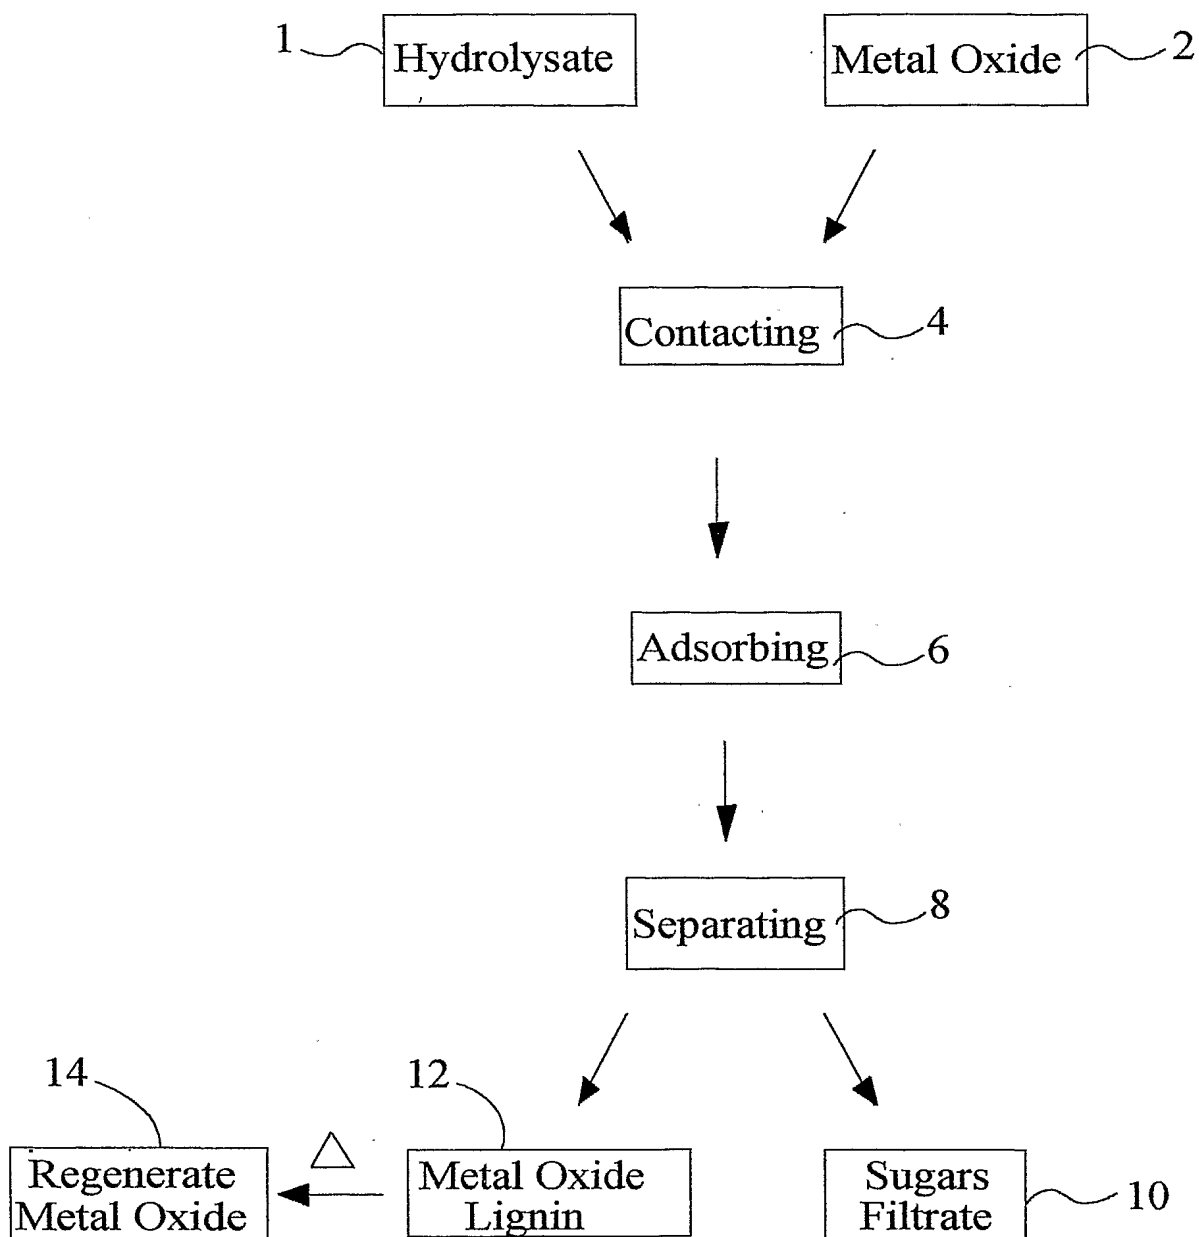 1 Hydrolysate
Metal Oxide 2
Contacting 4
Adsorbing 6
Separating 8
14
12
Δ
Regenerate
Metal Oxide
Metal Oxide
Lignin
Sugars
Filtrate
10